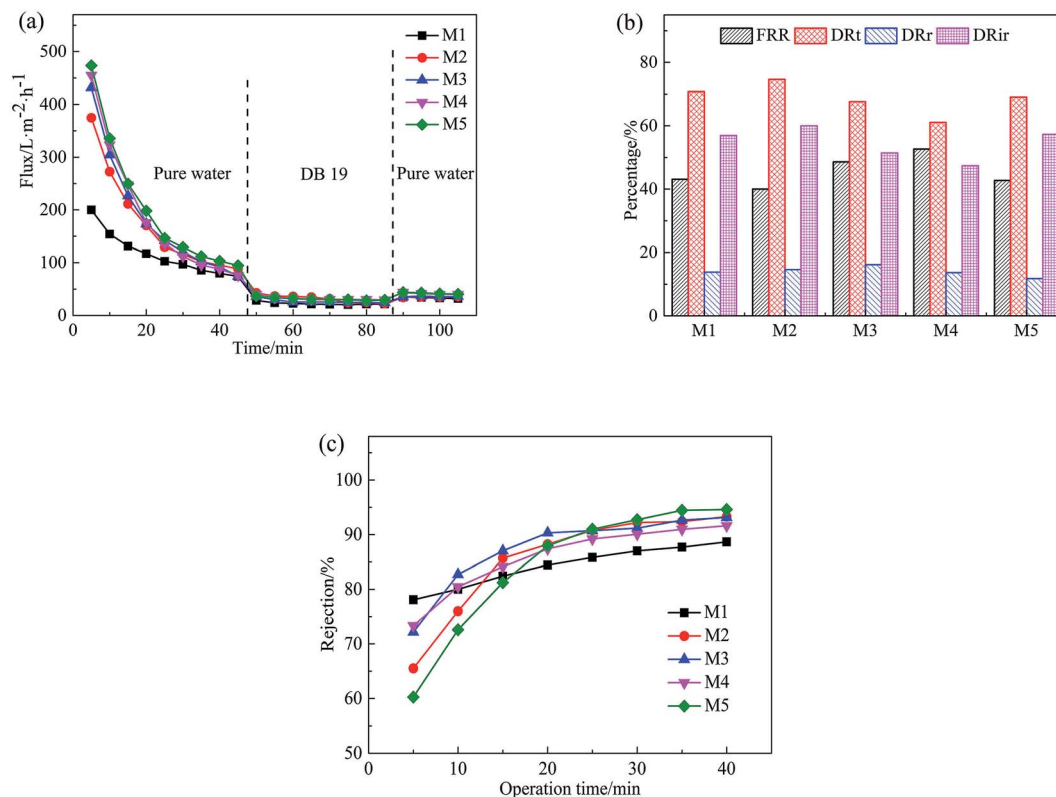 (a)
Flux/L·m⁻²·h⁻¹
500
400
300
200
100
0
M1
M2
M3
M4
M5
Pure water
DB 19
Pure water
0 20 40 60 80 100
Time/min
(b)
FRR DRt DRr DRir
Percentage/%
80
60
40
20
0
M1 M2 M3 M4 M5
(c)
Rejection/%
100
90
80
70
60
50
M1
M2
M3
M4
M5
0 10 20 30 40
Operation time/min